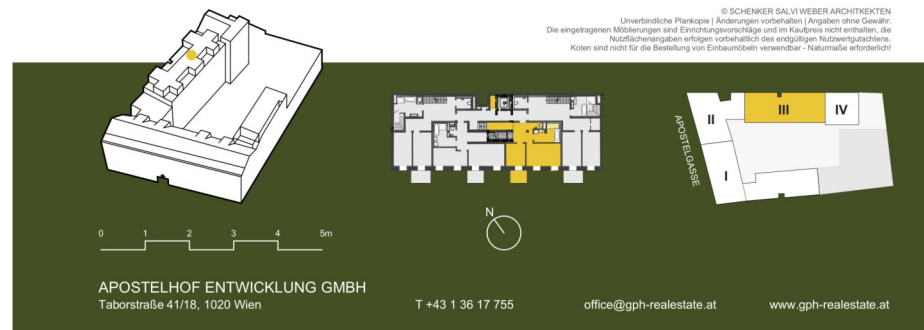 © SCHENKER SALVI WEBER ARCHITKEKTEN
Unverbindliche Plankopie | Änderungen vorbehalten | Angaben ohne Gewähr.
Die eingetragenen Möblierungen sind Einrichtungsvorschläge und im Kaufpreis nicht enthalten, die
Nutzflächenangaben erfolgen vorbehaltlich des endgültigen Nutzwertgutachtens.
Koten sind nicht für die Bestellung von Einbaumöbeln verwendbar - Naturmaße erforderlich!
II
III
IV
APOSTELGASSE
I
N
0 1 2 3 4 5m
APOSTELHOF ENTWICKLUNG GMBH
Taborstraße 41/18, 1020 Wien
T +43 1 36 17 755
office@gph-realestate.at
www.gph-realestate.at